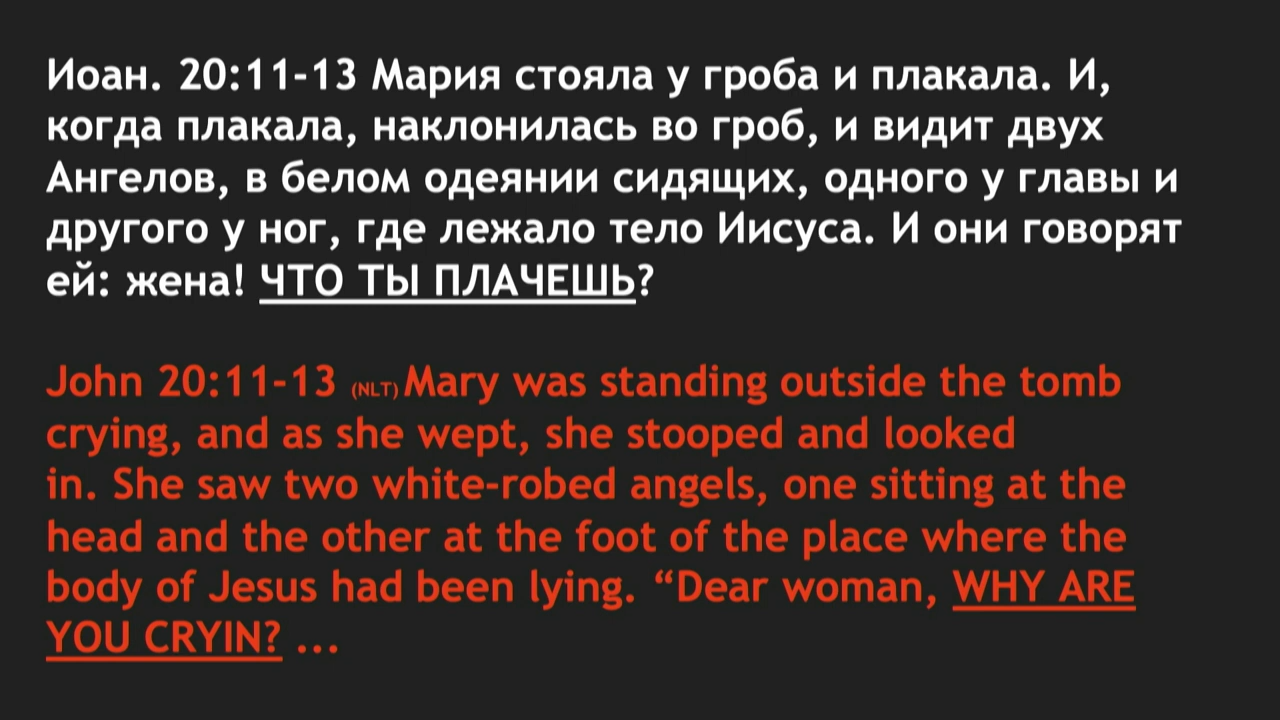 Иоан. 20:11-13 Мария стояла у гроба и плакала. И,
когда плакала, наклонилась во гроб, и видит двух
Ангелов, в белом одеянии сидящих, одного у главы и
другого у ног, где лежало тело Иисуса. И они говорят
ей: жена! ЧТО ТЫ ПЛАЧЕШЬ?
John 20:11-13 (NLT) Mary was standing outside the tomb
crying, and as she wept, she stooped and looked
in. She saw two white-robed angels, one sitting at the
head and the other at the foot of the place where the
body of Jesus had been lying. “Dear woman, WHY ARE
YOU CRYIN? ...